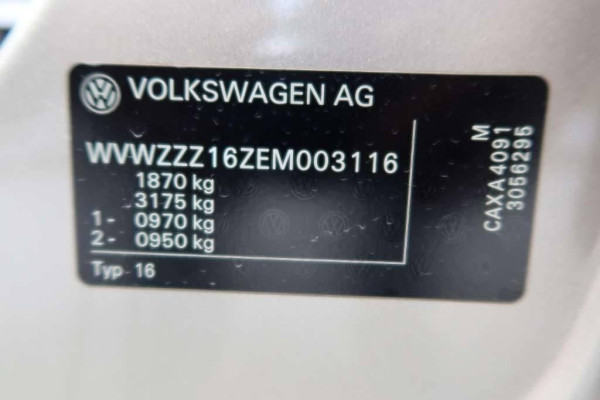 VOLKSWAGEN AG
WVWZZZ16ZEM003116
1870 kg
3175 kg
1- 0970 kg
2- 0950 kg
Typ 16
M
CAXA4091
3056295